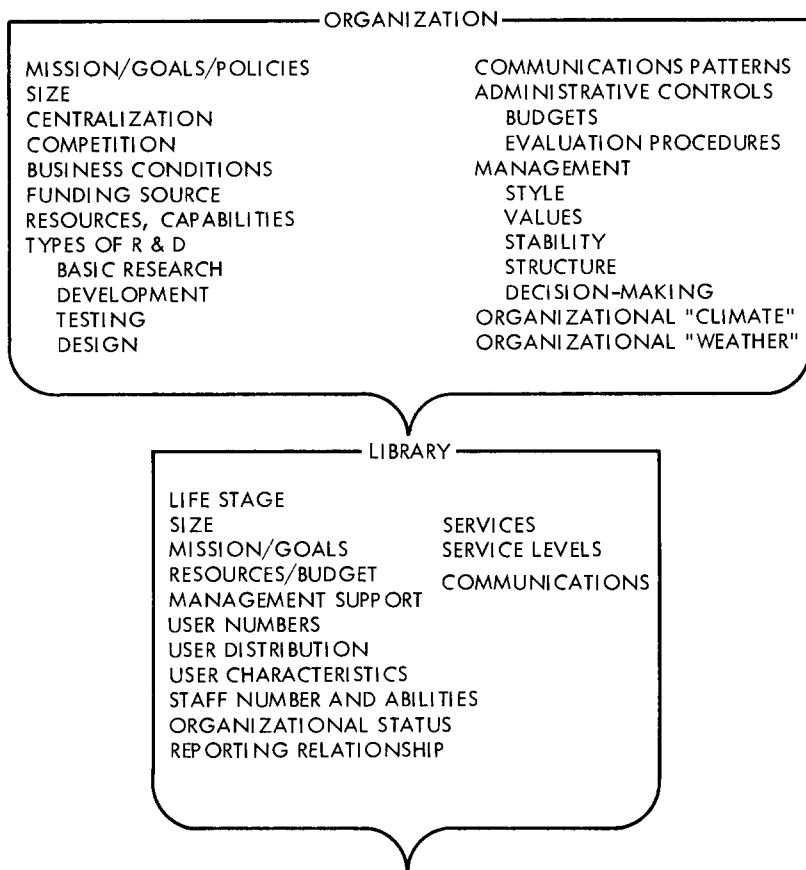 ORGANIZATION
MISSION/GOALS/POLICIES
SIZE
CENTRALIZATION
COMPETITION
BUSINESS CONDITIONS
FUNDING SOURCE
RESOURCES, CAPABILITIES
TYPES OF R & D
BASIC RESEARCH
DEVELOPMENT
TESTING
DESIGN
COMMUNICATIONS PATTERNS
ADMINISTRATIVE CONTROLS
BUDGETS
EVALUATION PROCEDURES
MANAGEMENT
STYLE
VALUES
STABILITY
STRUCTURE
DECISION-MAKING
ORGANIZATIONAL "CLIMATE"
ORGANIZATIONAL "WEATHER"
LIBRARY
LIFE STAGE
SIZE
MISSION/GOALS
RESOURCES/BUDGET
MANAGEMENT SUPPORT
USER NUMBERS
USER DISTRIBUTION
USER CHARACTERISTICS
STAFF NUMBER AND ABILITIES
ORGANIZATIONAL STATUS
REPORTING RELATIONSHIP
SERVICES
SERVICE LEVELS
COMMUNICATIONS